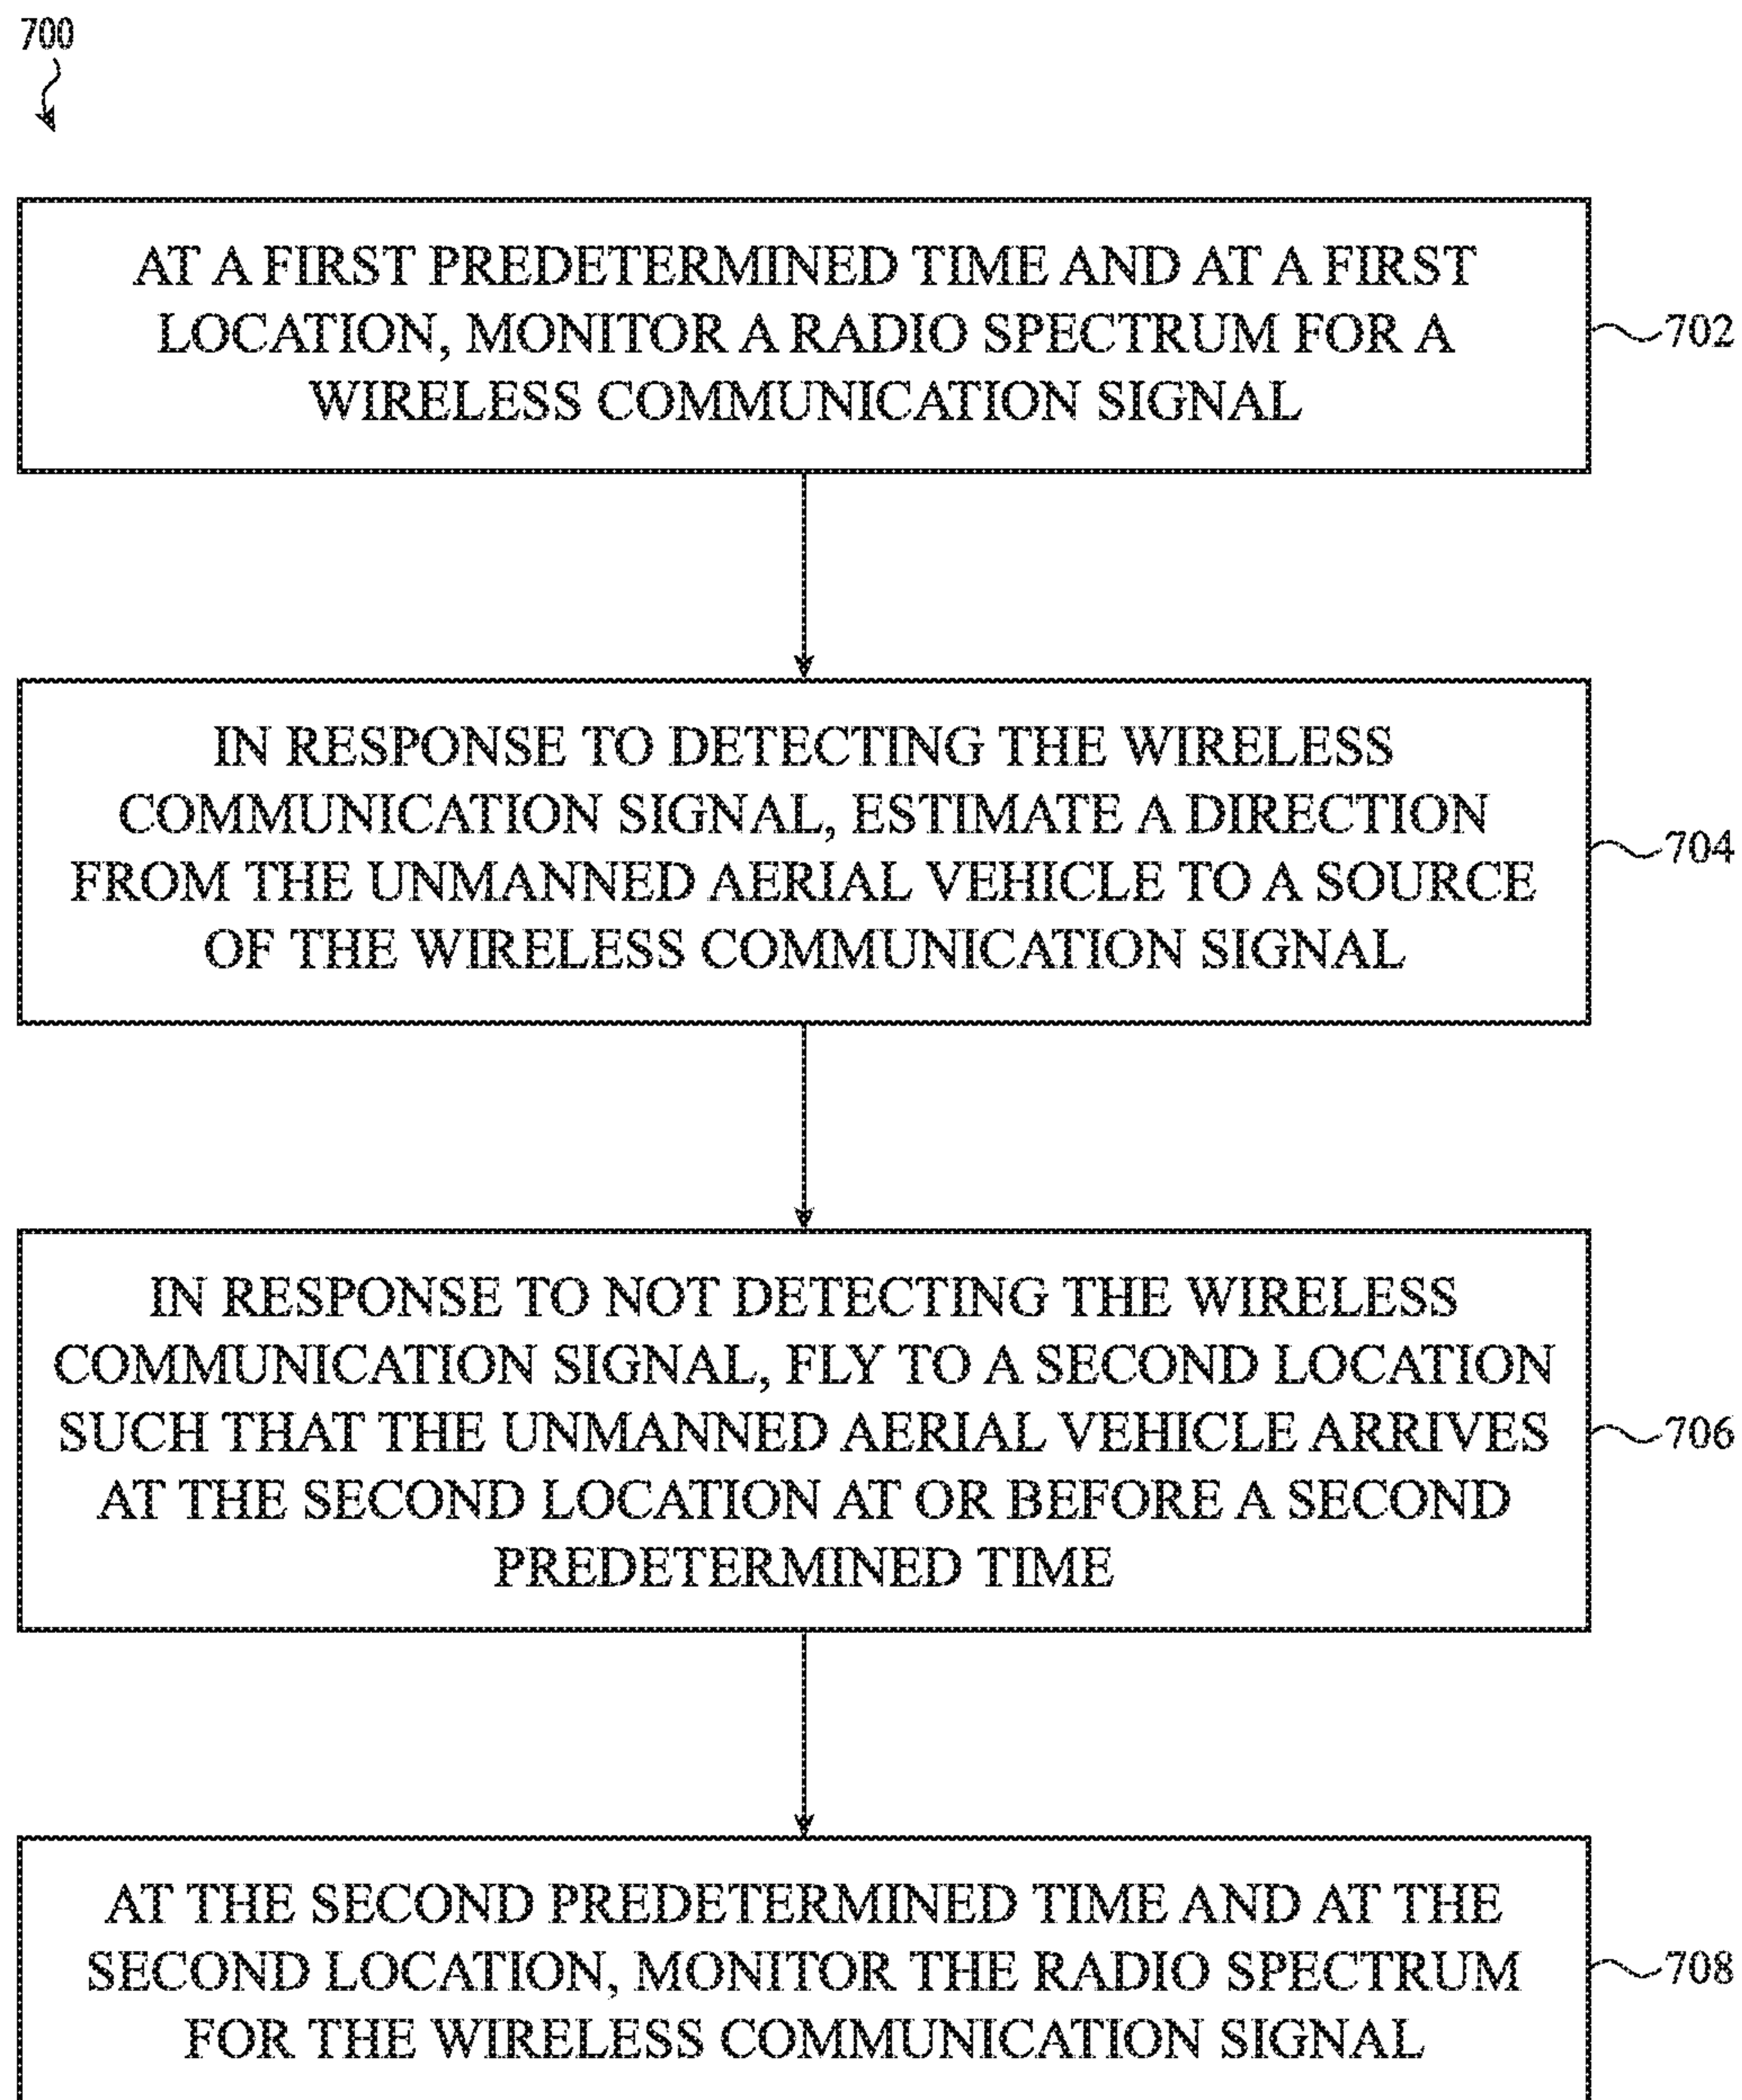 700
AT A FIRST PREDETERMINED TIME AND AT A FIRST
LOCATION, MONITOR A RADIO SPECTRUM FOR A
WIRELESS COMMUNICATION SIGNAL
702
IN RESPONSE TO DETECTING THE WIRELESS
COMMUNICATION SIGNAL, ESTIMATE A DIRECTION
FROM THE UNMANNED AERIAL VEHICLE TO A SOURCE
OF THE WIRELESS COMMUNICATION SIGNAL
704
IN RESPONSE TO NOT DETECTING THE WIRELESS
COMMUNICATION SIGNAL, FLY TO A SECOND LOCATION
SUCH THAT THE UNMANNED AERIAL VEHICLE ARRIVES
AT THE SECOND LOCATION AT OR BEFORE A SECOND
PREDETERMINED TIME
706
AT THE SECOND PREDETERMINED TIME AND AT THE
SECOND LOCATION, MONITOR THE RADIO SPECTRUM
FOR THE WIRELESS COMMUNICATION SIGNAL
708